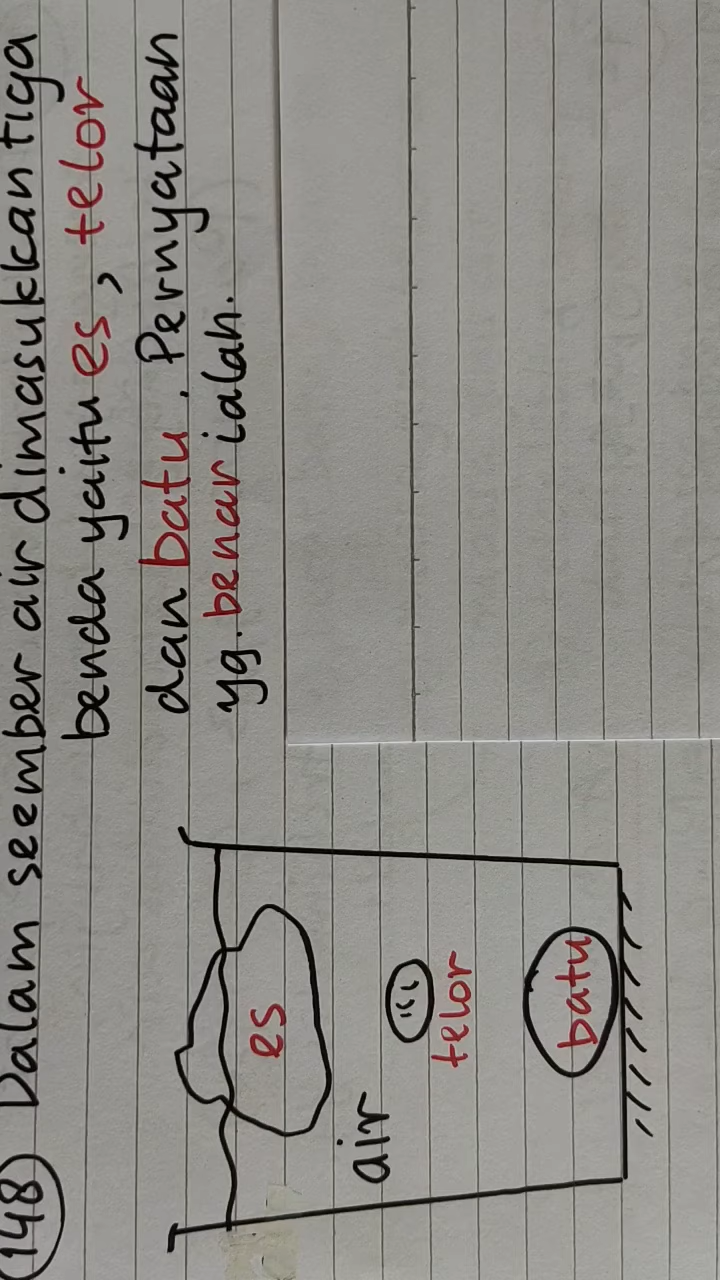 148 Dalam seember air dimasukkan tiga
benda yaitu es, telor
dan batu. Pernyataan
yg. benar ialah.
es
air
telor
batu